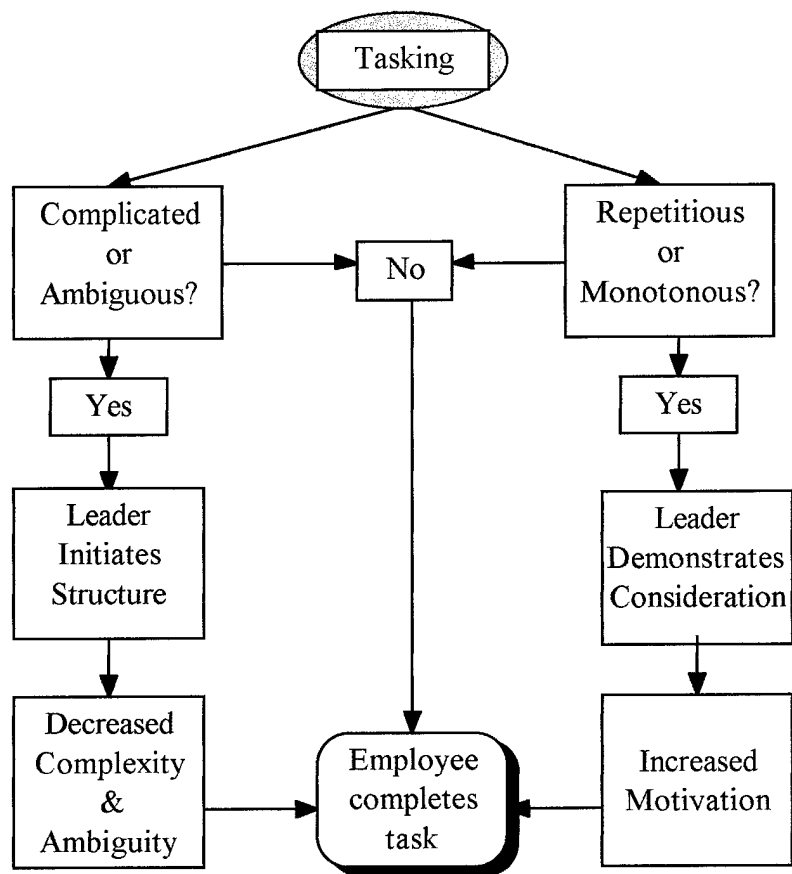 Tasking
Complicated
or
Ambiguous?
No
Repetitious
or
Monotonous?
Yes
Yes
Leader
Initiates
Structure
Leader
Demonstrates
Consideration
Decreased
Complexity
&
Ambiguity
Employee
completes
task
Increased
Motivation